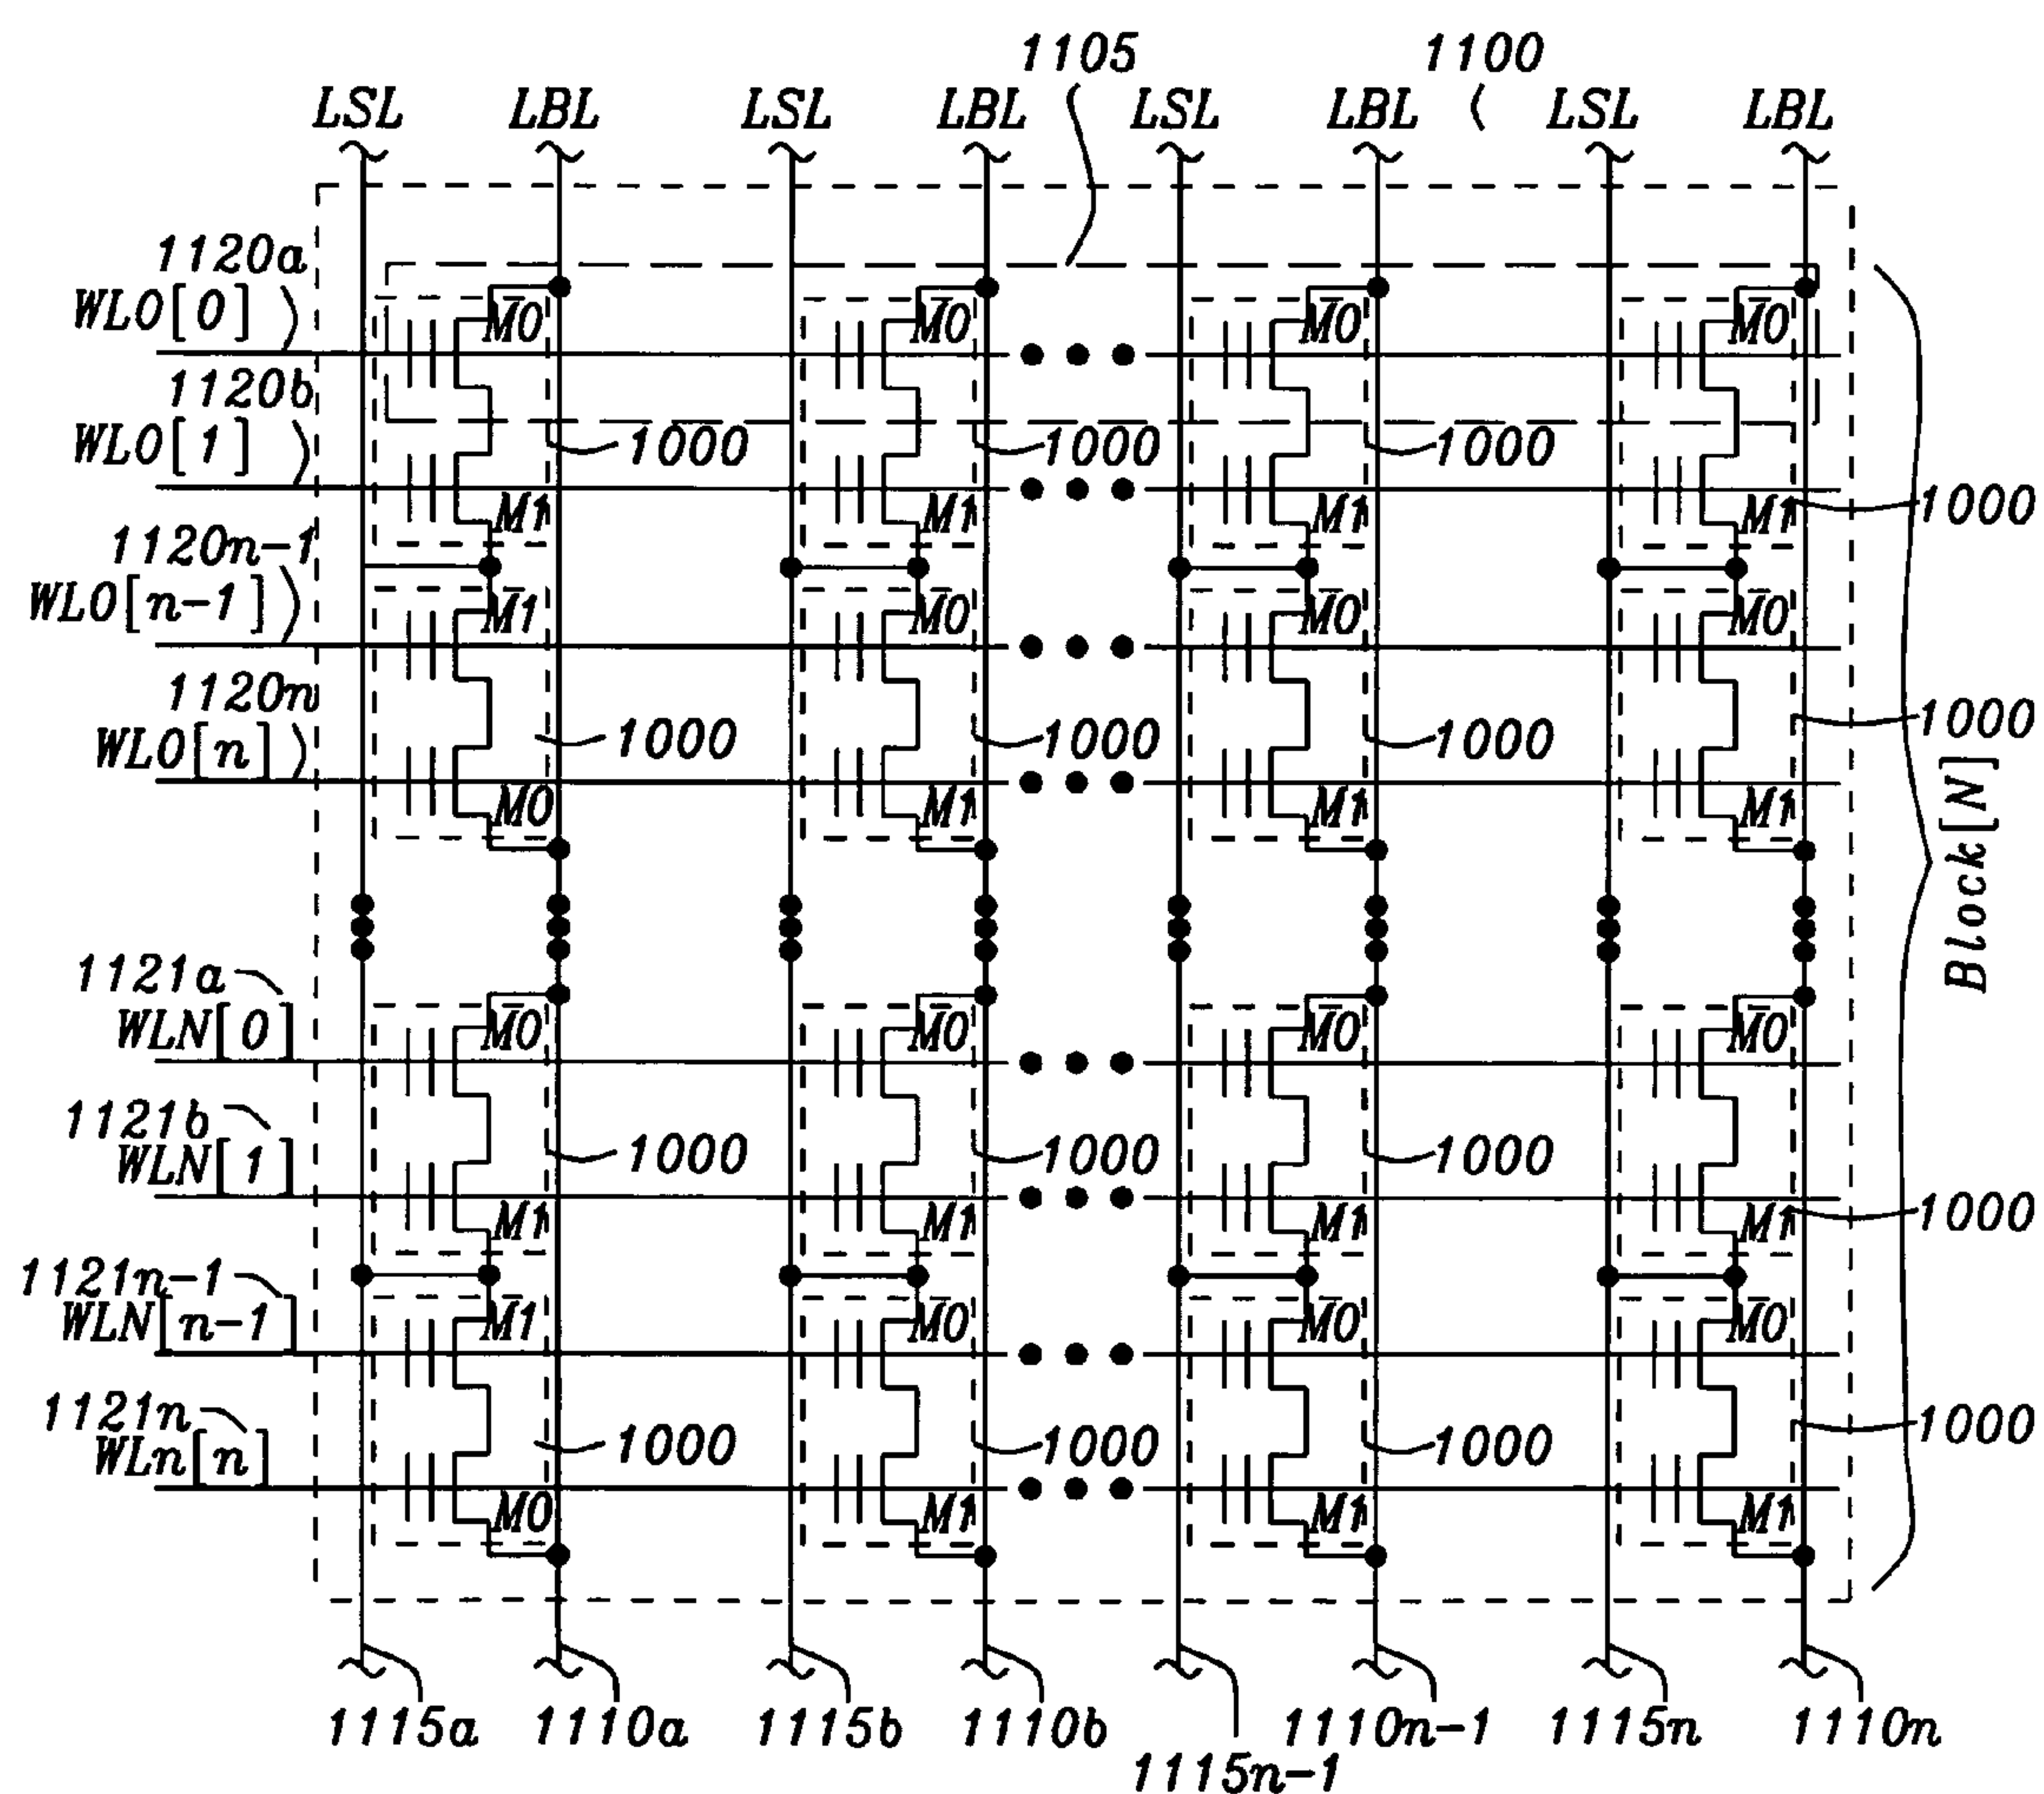 1105 1100
LSL LBL LSL LBL LSL LBL LSL LBL
1120a
WL0[0] M0 M0 M0 M0
1120b
WL0[1] 1000 1000 1000
M1 M1 M1 M1 1000
1120n-1
WL0[n-1] M1 M0 M0 M0
1120n
WL0[n] 1000 1000 1000 1000
M0 M1 M1 M1
Block[N]
1121a
WLN[0] M0 M0 M0 M0
1121b
WLN[1] 1000 1000 1000
M1 M1 M1 M1 1000
1121n-1
WLN[n-1] M1 M0 M0 M0
1121n
WLn[n] 1000 1000 1000 1000
M0 M1 M1 M1
1115a 1110a 1115b 1110b 1110n-1 1115n 1110n
1115n-1